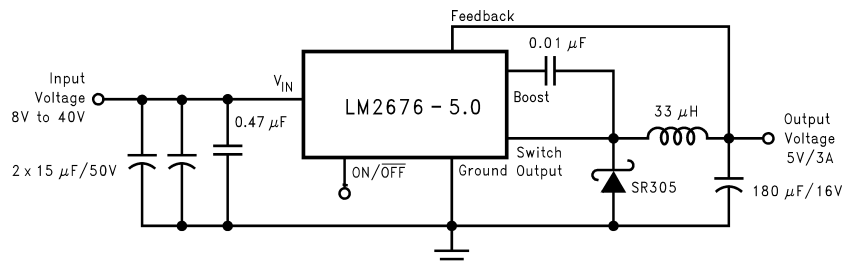 Feedback
0.01 μF
Input
Voltage
8V to 40V
VIN
LM2676 - 5.0
Boost
33 μH
Output
Voltage
5V/3A
0.47 μF
2 x 15 μF/50V
ON/OFF
Ground
Switch
Output
SR305
180 μF/16V